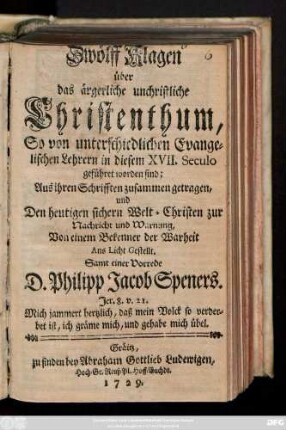 Zwölff Klagen
über
das ärgerliche unchristliche
Christenthum,
So von unterschiedlichen Evange-
lischen Lehrern in diesem XVII. Seculo
geführet worden sind;
Aus ihren Schrifften zusammen getragen,
und
Den heutigen sichern Welt-Christen zur
Nachricht und Warnung,
Von einem Bekenner der Warheit
Ans Licht Gestellt.
Samt einer Vorrede
D. Philipp Jacob Speners.
Jer. 8. v. 21.
Mich jammert hertzlich, daß mein Volck so verder-
bet ist, ich gräme mich, und gehabe mich übel.
Gräitz,
zu finden bey Abraham Gottlieb Ludewigen,
Hoch-Gr. Reuß-Pl. Hoff-Buchdr.
1729.